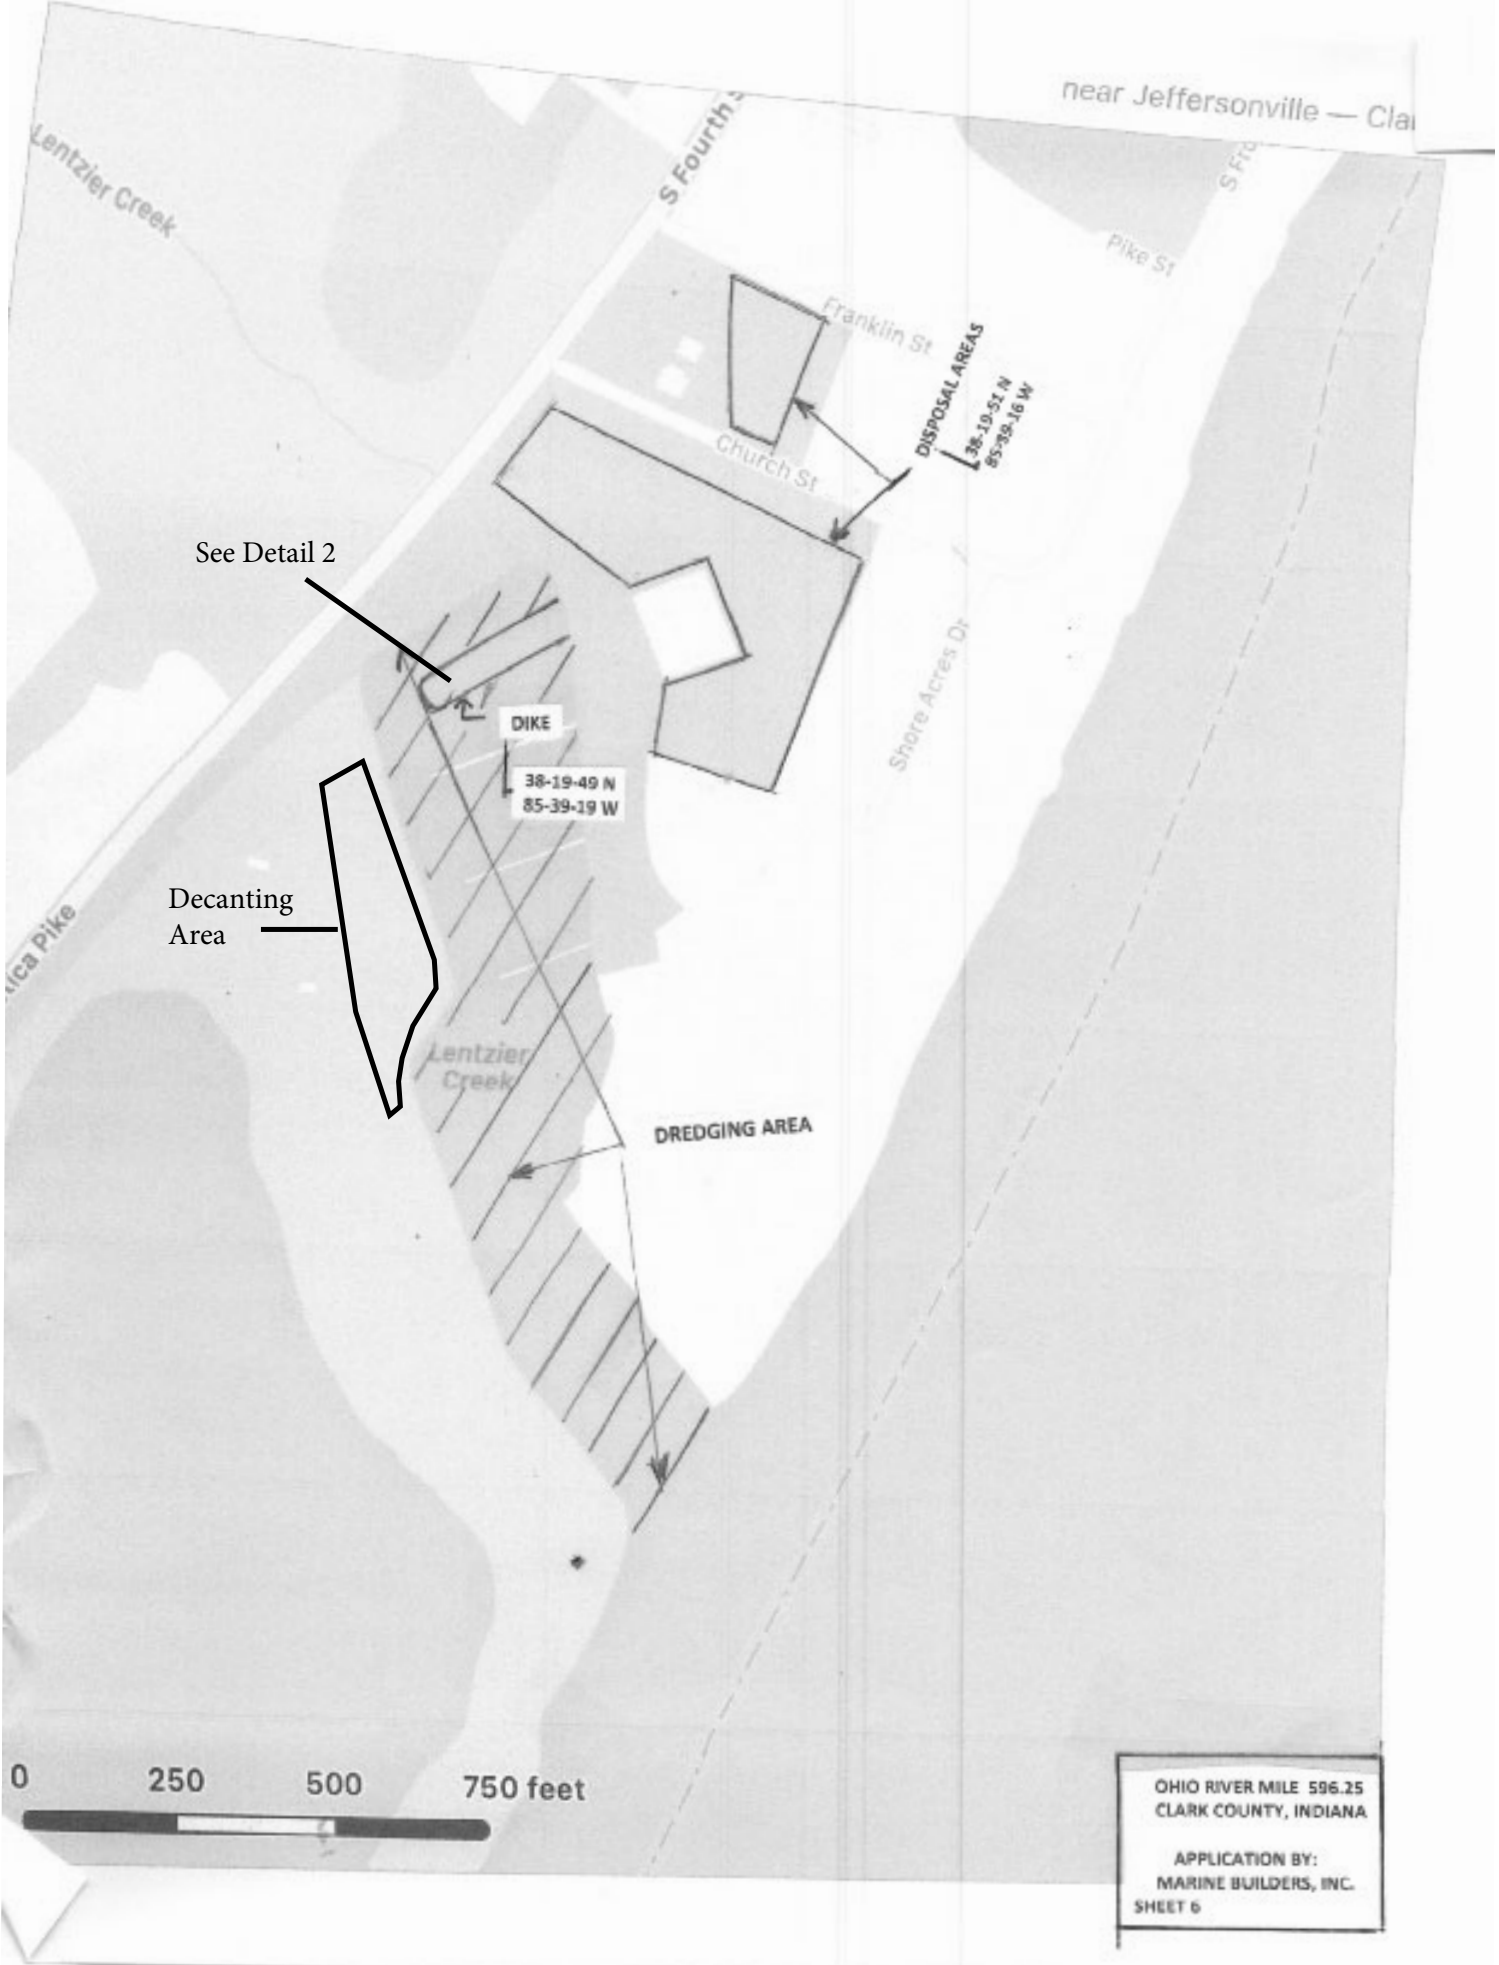 near Jeffersonville — Cla
Lentzier Creek
S Fourth S
S Fro
Pike St
Franklin St
DISPOSAL AREAS
38-19-51 N
85-39-16 W
Church St
See Detail 2
Shore Acres Dr
DIKE
38-19-49 N
85-39-19 W
Decanting
Area
tica Pike
Lentzier
Creek
DREDGING AREA
0 250 500 750 feet
OHIO RIVER MILE 596.25
CLARK COUNTY, INDIANA
APPLICATION BY:
MARINE BUILDERS, INC.
SHEET 6